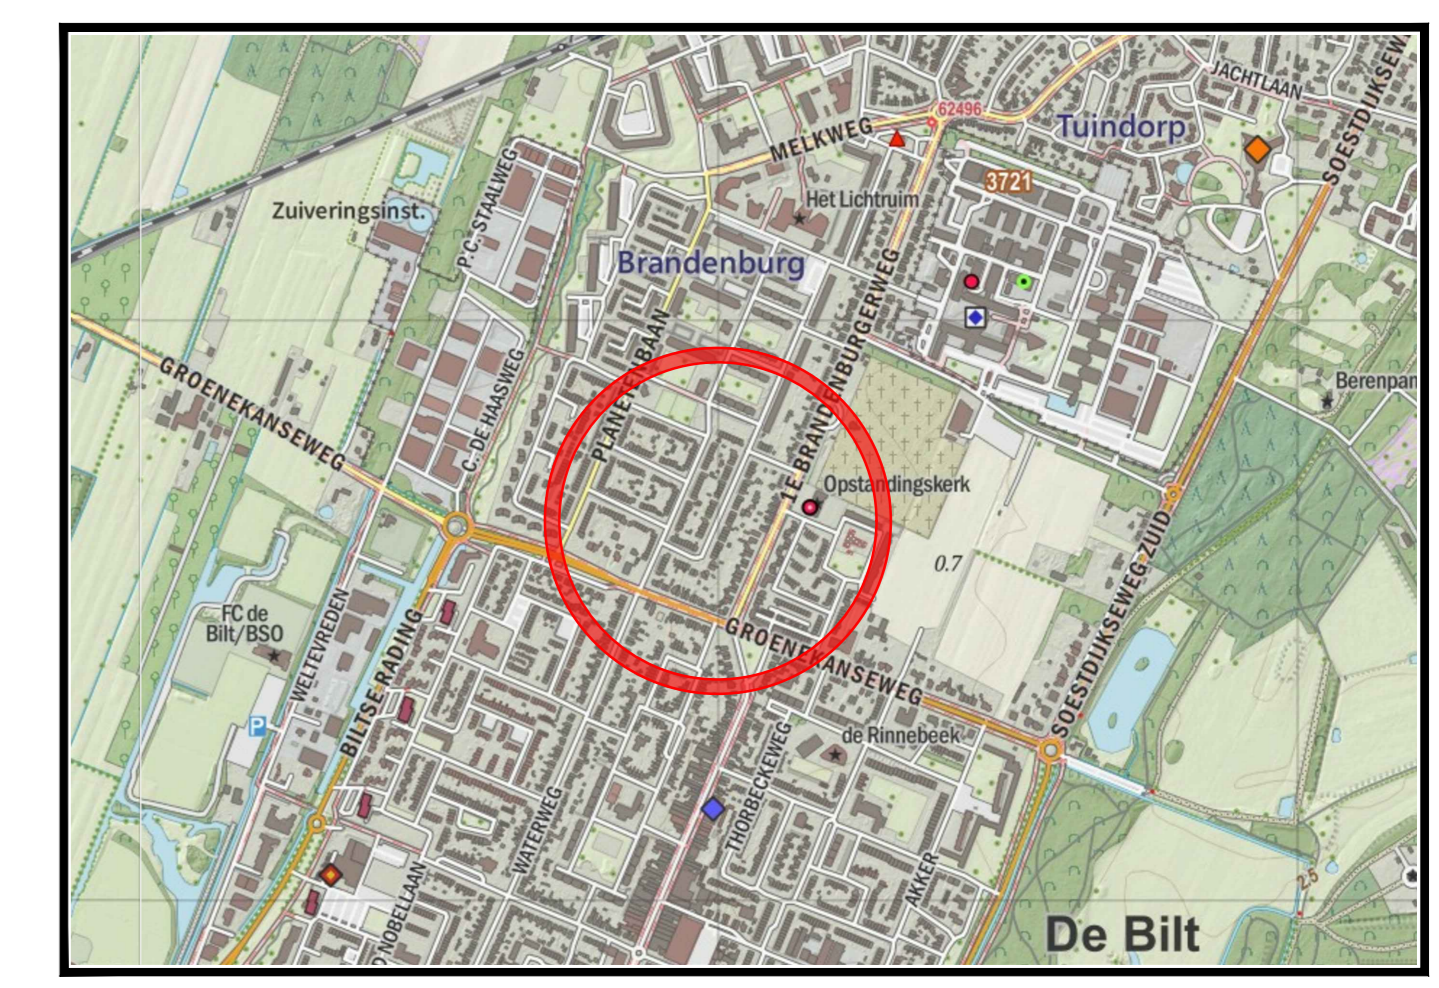 JACHTLAAN
SOESTDIJKSEW
62496
MELKWEG
Tuindorp
P.C. STAALWEG
3721
Het Lichtruim
Zuiveringsinst.
Brandenburg
PLANETENBAAN
1E BRANDENBURGERWEG
GROENEKANSEWEG
C. DE HAASWEG
Berenpan
Opstandingskerk
0.7
FC de
Bilt/BSO
WELTEVREDEN
BILTSE RADING
P
GROENEKANSEWEG
SOESTDIJKSEWEG ZUID
de Rinnebeek
THORBECKEWEG
WATERWEG
AKKER
D NOBELLAAN
2.5
De Bilt